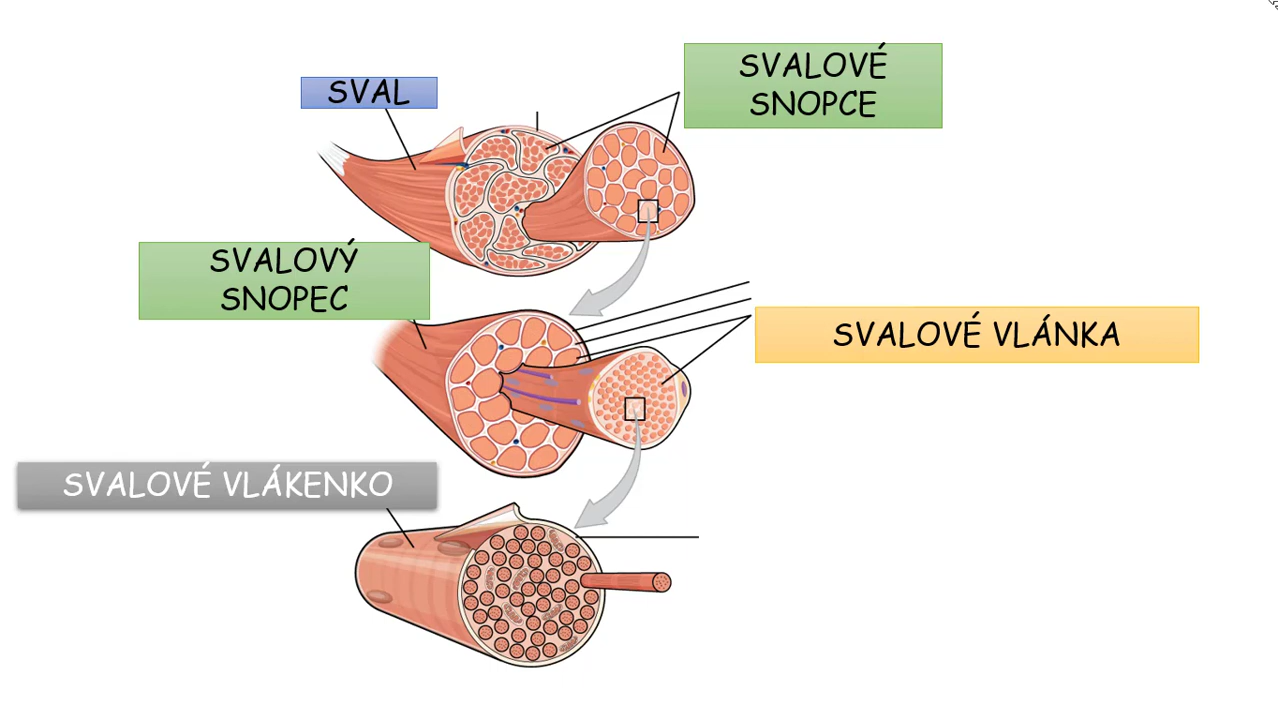 SVAL
SVALOVÉ
SNOPCE
SVALOVÝ
SNOPEC
SVALOVÉ VLÁNKA
SVALOVÉ VLÁKENKO